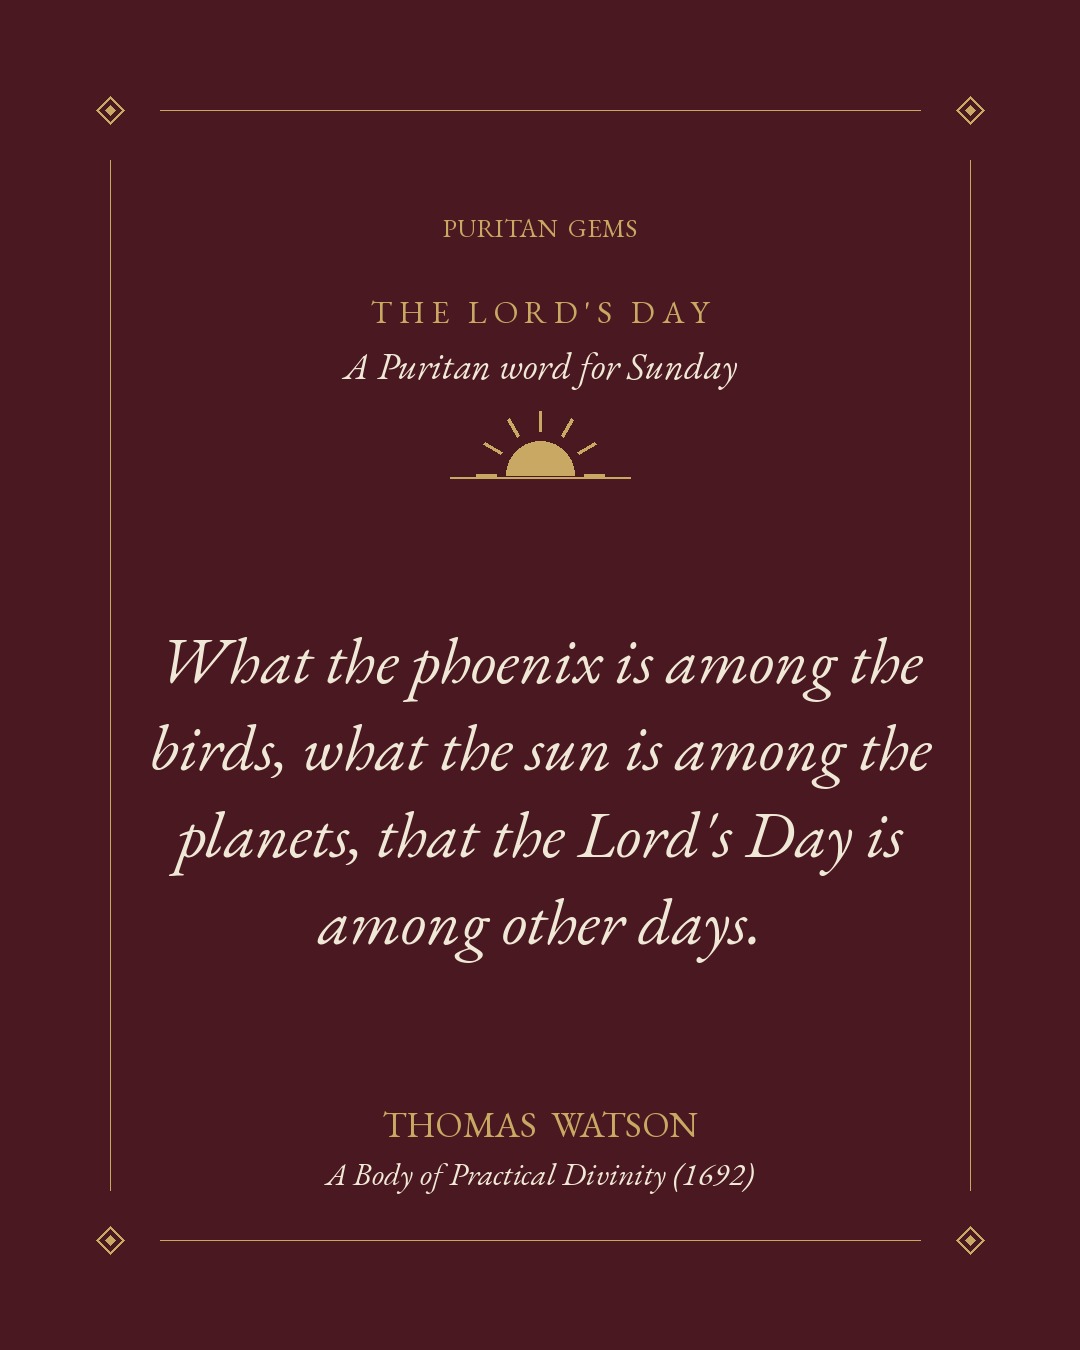 PURITAN GEMS
THE LORD'S DAY
A Puritan word for Sunday
What the phoenix is among the
birds, what the sun is among the
planets, that the Lord's Day is
among other days.
THOMAS WATSON
A Body of Practical Divinity (1692)